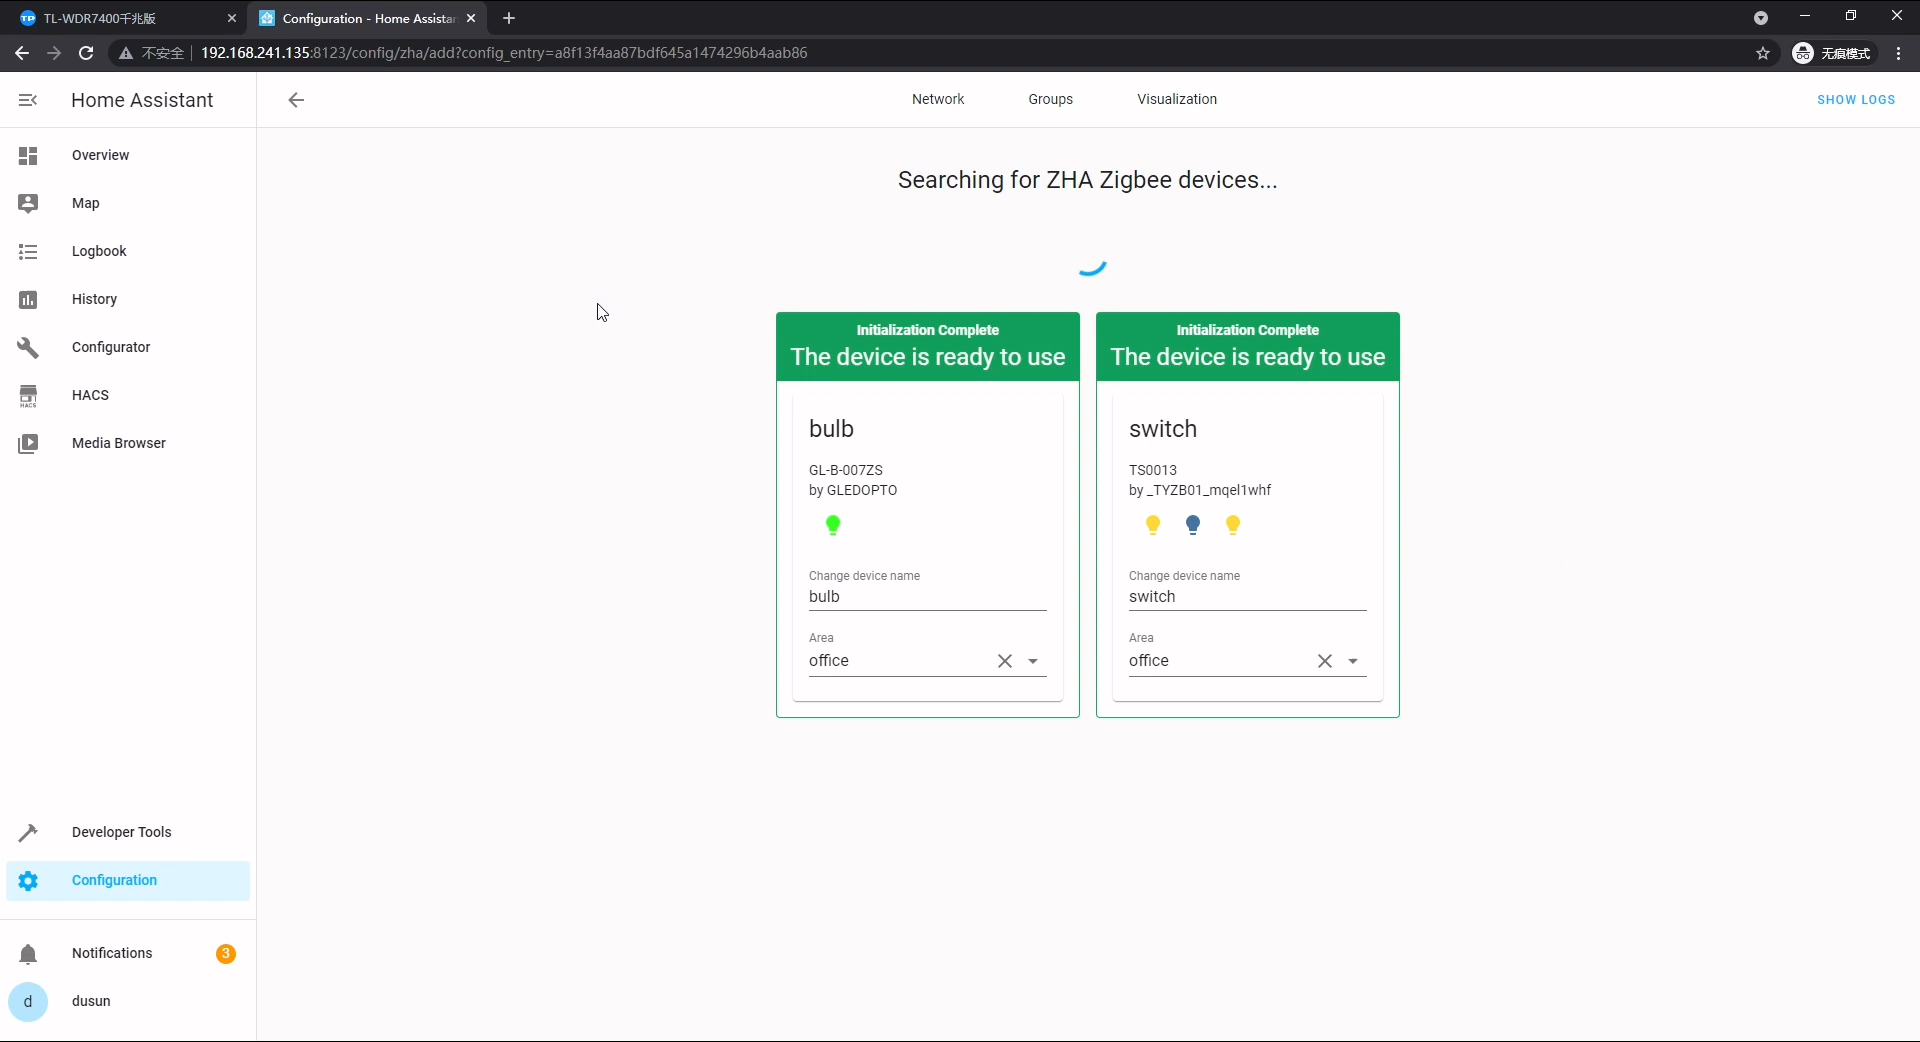 TL-WDR7400千兆版
Configuration - Home Assistan
不安全
192.168.241.135:8123/config/zha/add?config_entry=a8f13f4aa87bdf645a1474296b4aab86
无痕模式
Home Assistant
Network
Groups
Visualization
SHOW LOGS
Overview
Map
Logbook
History
Configurator
HACS
HACS
Media Browser
Searching for ZHA Zigbee devices...
Initialization Complete
The device is ready to use
bulb
GL-B-007ZS
by GLEDOPTO
Change device name
bulb
Area
office
Initialization Complete
The device is ready to use
switch
TS0013
by _TYZB01_mqel1whf
Change device name
switch
Area
office
Developer Tools
Configuration
Notifications
3
d
dusun